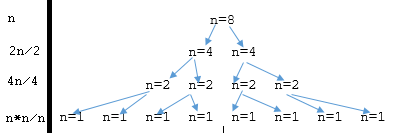 n n=8
2n/2 n=4 n=4
4n/4 n=2 n=2 n=2 n=2
n*n/n n=1 n=1 n=1 n=1 n=1 n=1 n=1 n=1